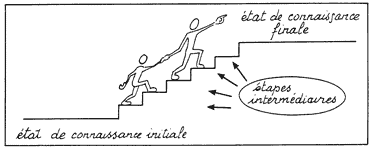 état de connaissance
finale
étapes
intermédiaires
état de connaissance initiale